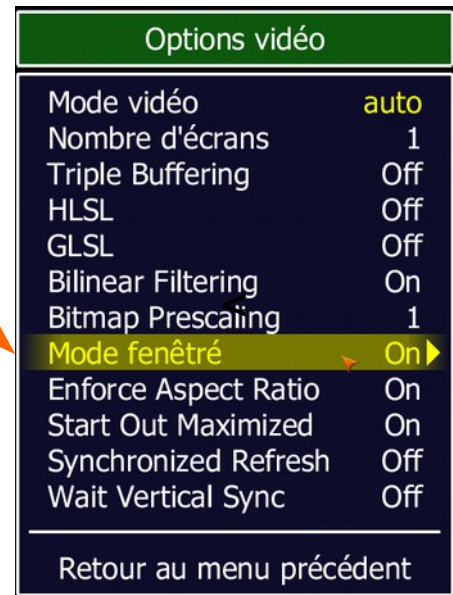 Options vidéo
Mode vidéo auto
Nombre d'écrans 1
Triple Buffering Off
HLSL Off
GLSL Off
Bilinear Filtering On
<
Bitmap Prescaling 1
Mode fenêtré On
Enforce Aspect Ratio On
Start Out Maximized On
Synchronized Refresh Off
Wait Vertical Sync Off
Retour au menu précédent